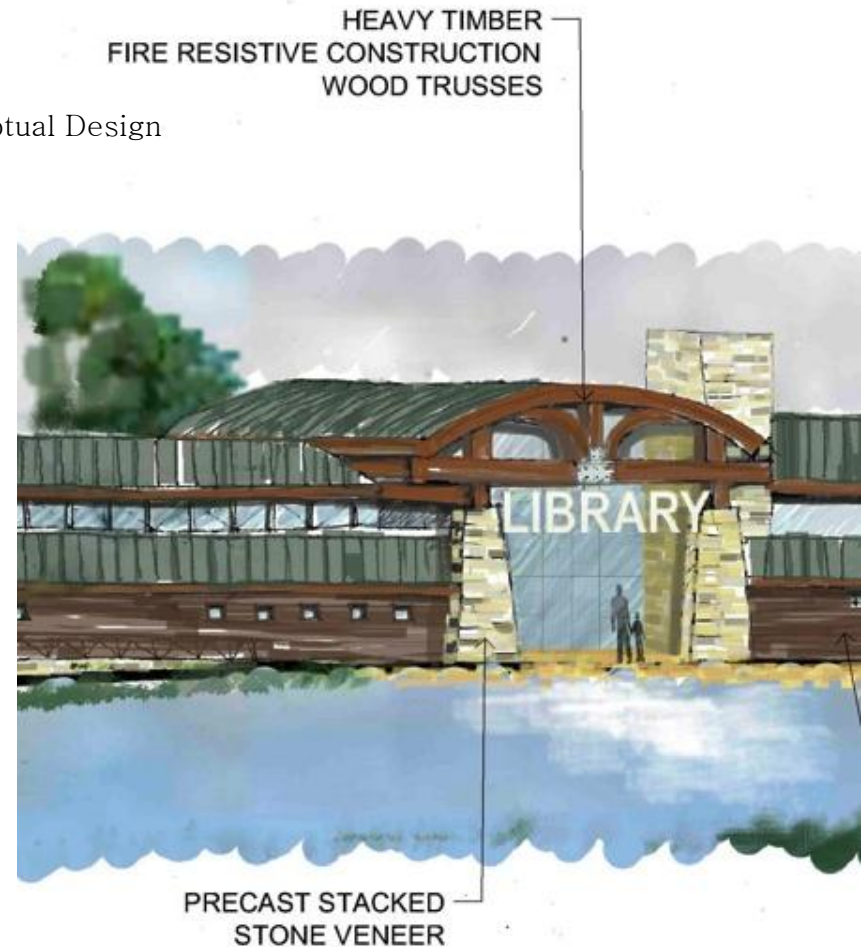 HEAVY TIMBER
FIRE RESISTIVE CONSTRUCTION
WOOD TRUSSES
ptual Design
LIBRARY
PRECAST STACKED
STONE VENEER